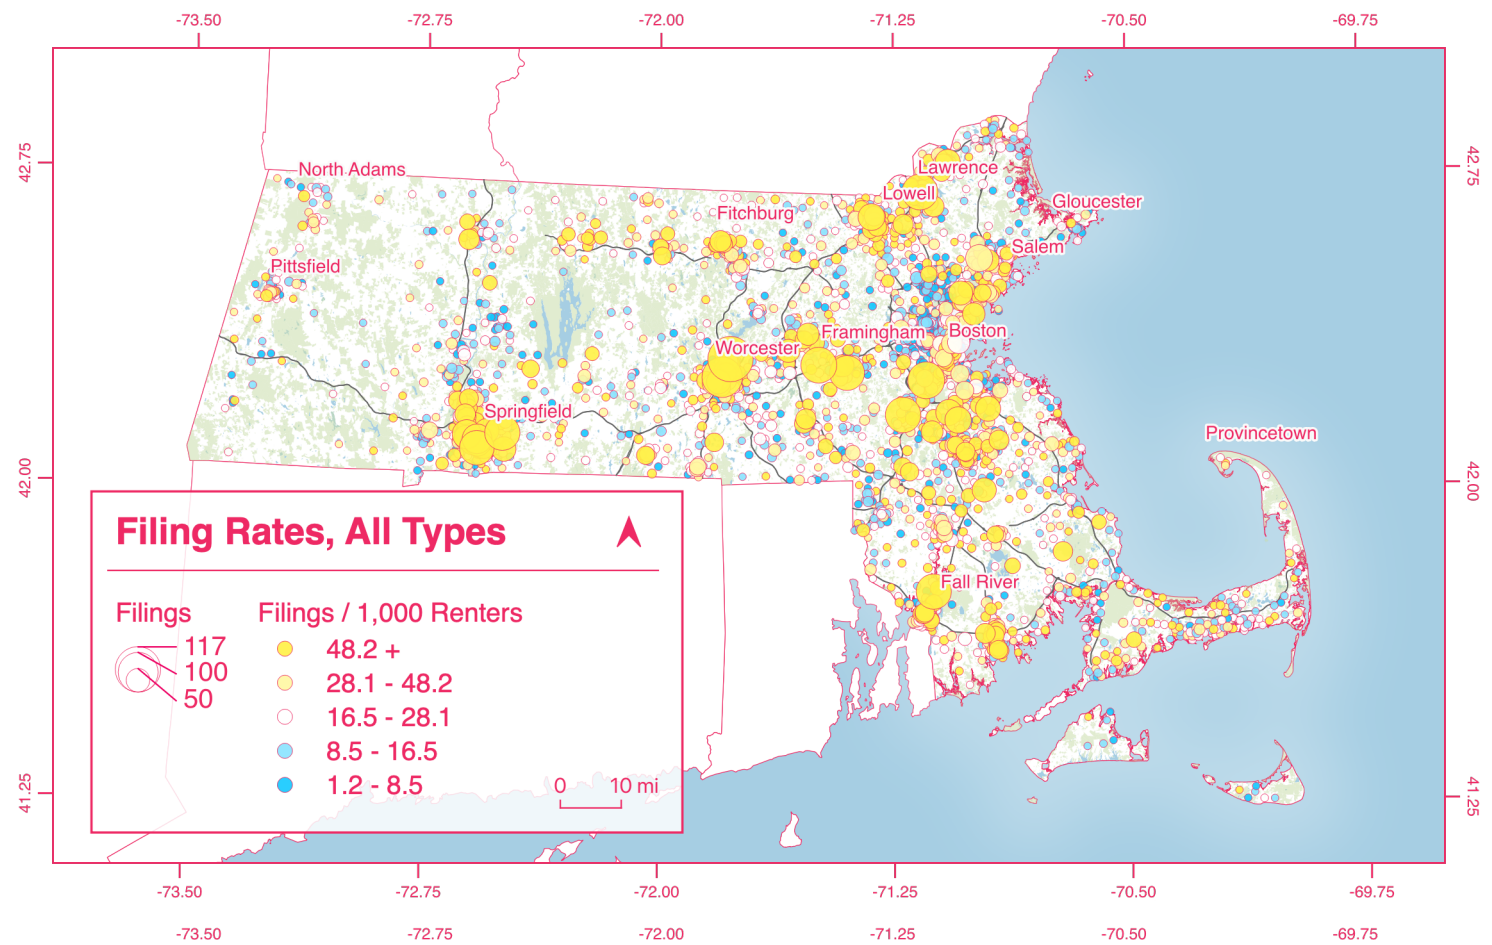 -73.50 -72.75 -72.00 -71.25 -70.50 -69.75
42.75 42.75
North Adams
Lawrence
Lowell
Gloucester
Fitchburg
Salem
Pittsfield
Framingham Boston
Worcester
Springfield
Provincetown
42.00 42.00
Filing Rates, All Types
Fall River
Filings Filings / 1,000 Renters
117
100
50
48.2 +
28.1 - 48.2
16.5 - 28.1
8.5 - 16.5
1.2 - 8.5
0 10 mi
41.25 41.25
-73.50 -72.75 -72.00 -71.25 -70.50 -69.75
-73.50 -72.75 -72.00 -71.25 -70.50 -69.75